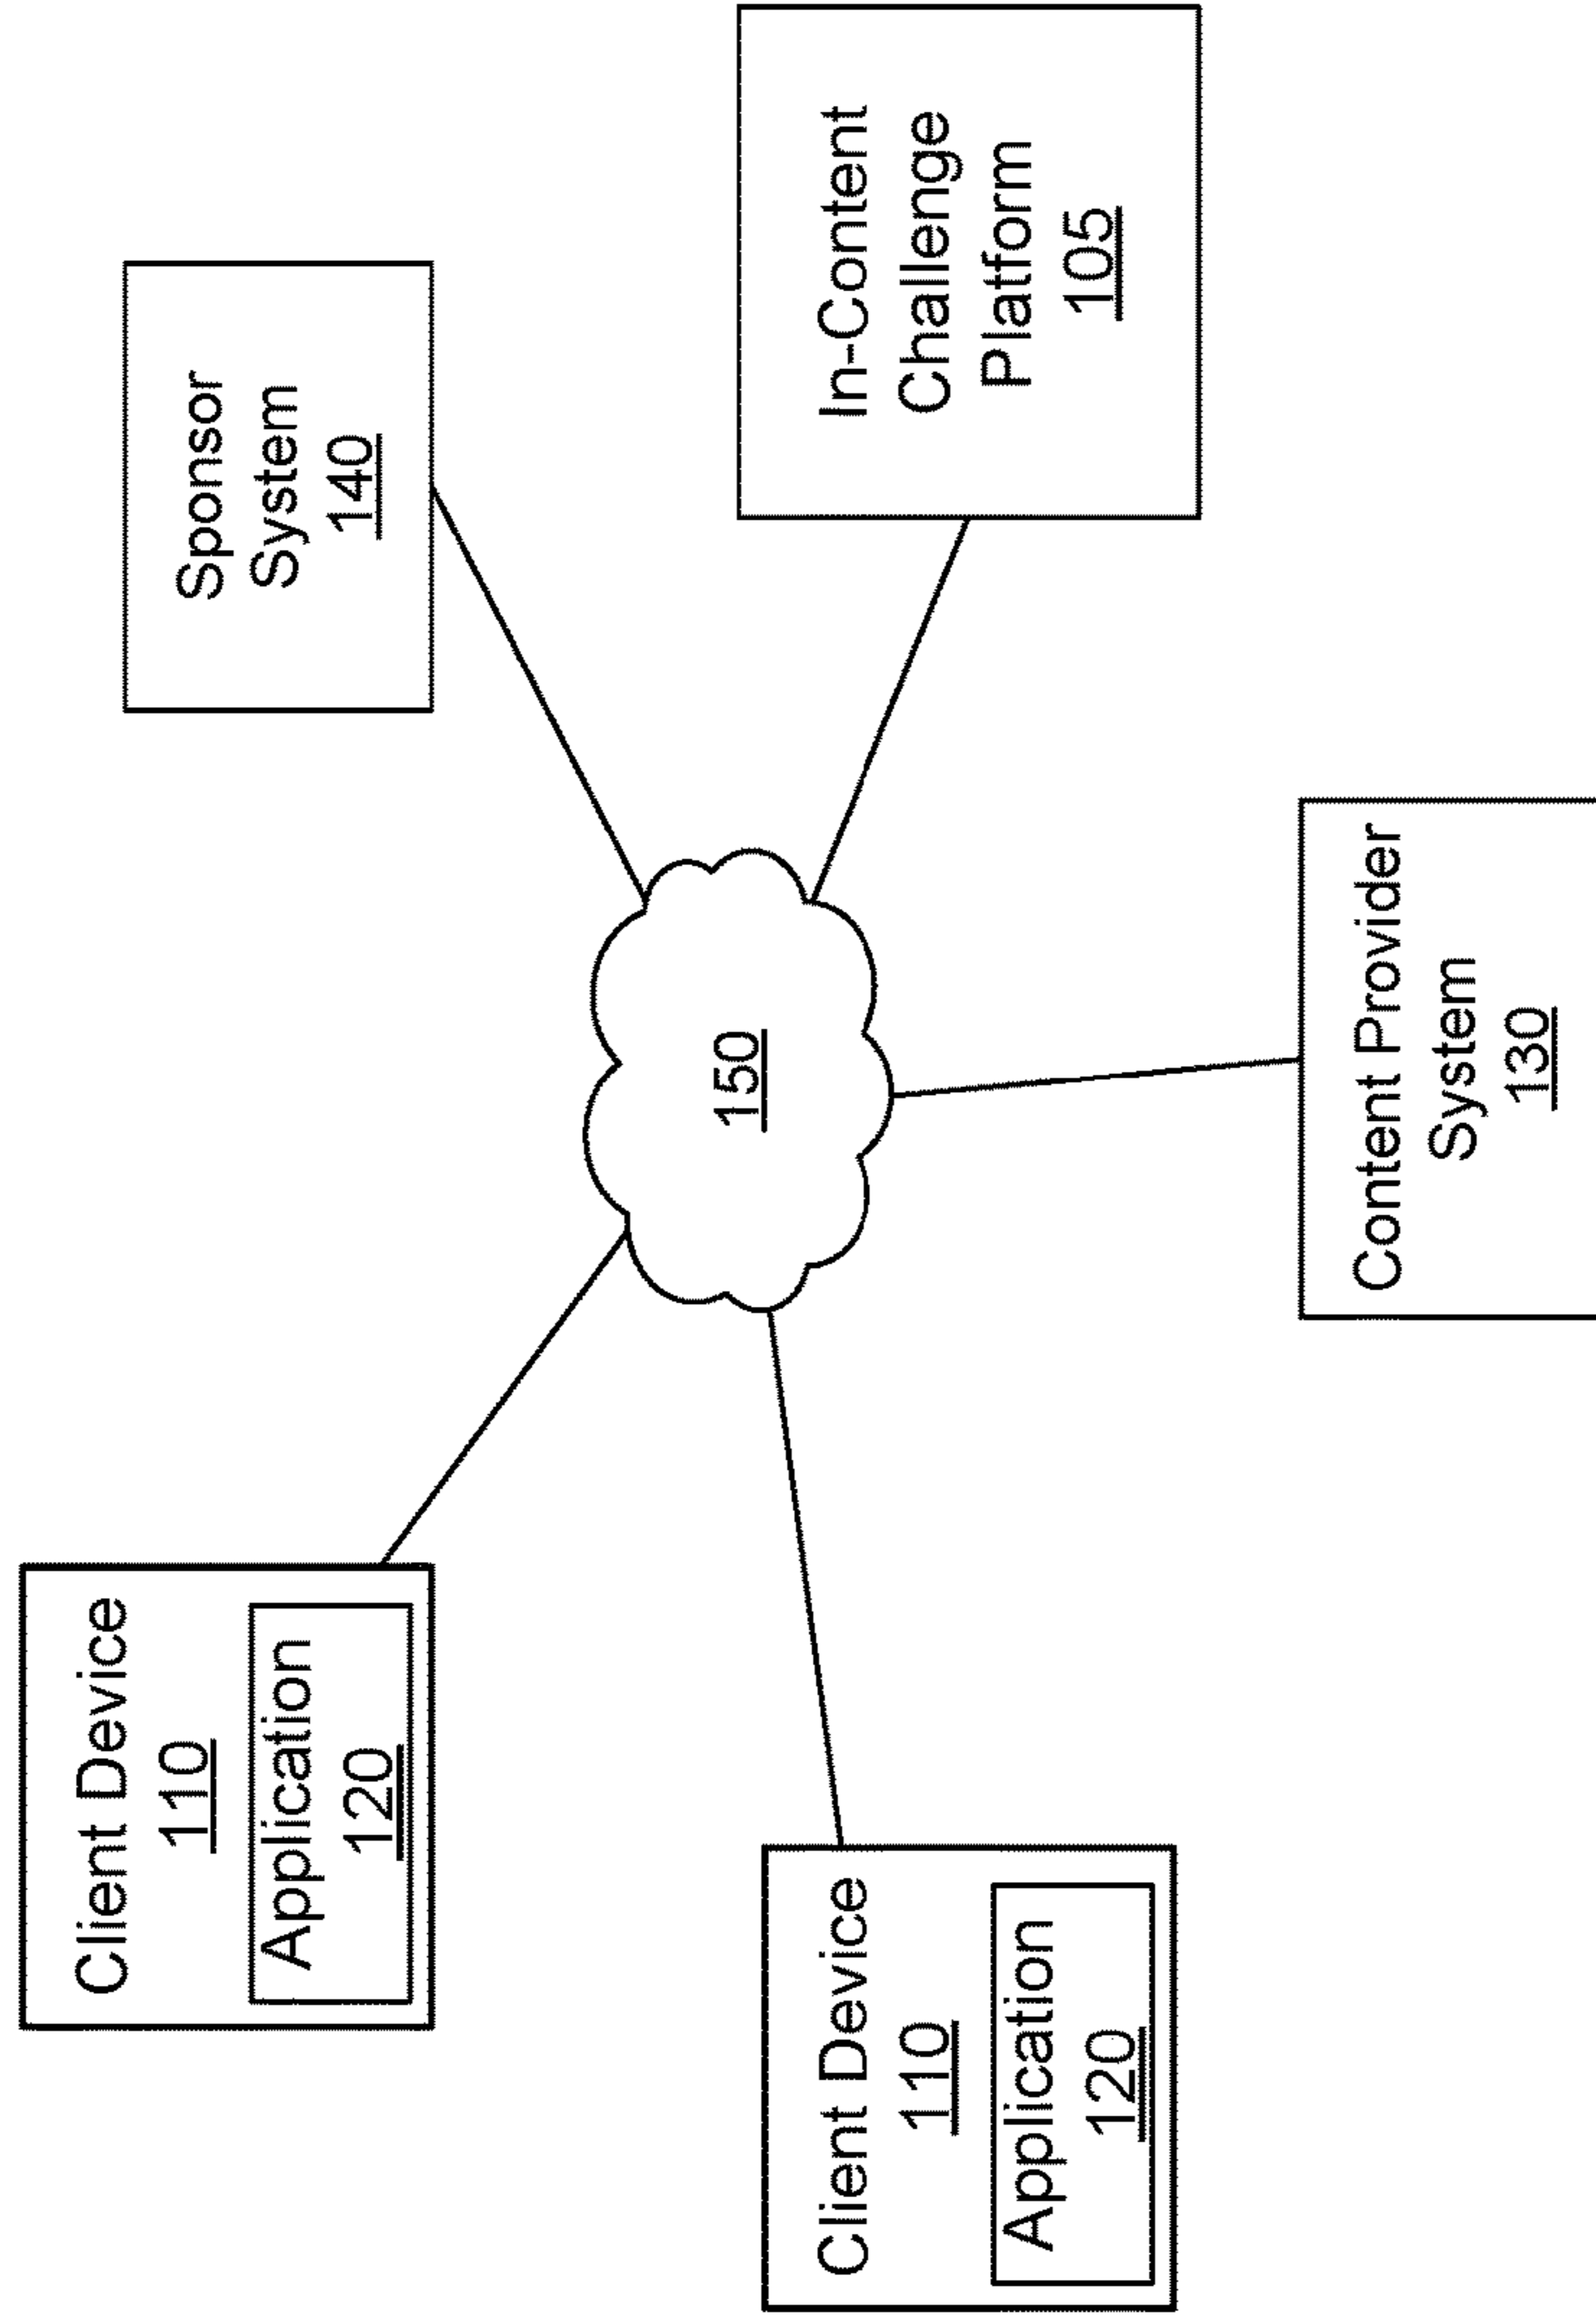 Client Device
110
Application
120
Sponsor
System
140
150
Client Device
110
Application
120
In-Content
Challenge
Platform
105
Content Provider
System
130